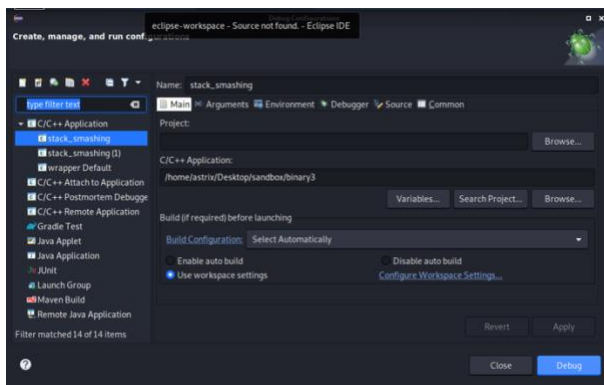 eclipse-workspace - Source not found. - Eclipse IDE
Create, manage, and run configurations
type filter text
C/C++ Application
stack_smashing
stack_smashing (1)
wrapper Default
C/C++ Attach to Application
C/C++ Postmortem Debugge
C/C++ Remote Application
Gradle Test
Java Applet
Java Application
JUnit
Launch Group
Maven Build
Remote Java Application
Filter matched 14 of 14 items
Name: stack_smashing
Main Arguments Environment Debugger Source Common
Project:
Browse...
C/C++ Application:
/home/astrix/Desktop/sandbox/binary3
Variables... Search Project... Browse...
Build (if required) before launching
Build Configuration: Select Automatically
Enable auto build Disable auto build
Use workspace settings Configure Workspace Settings...
Revert Apply
Close Debug